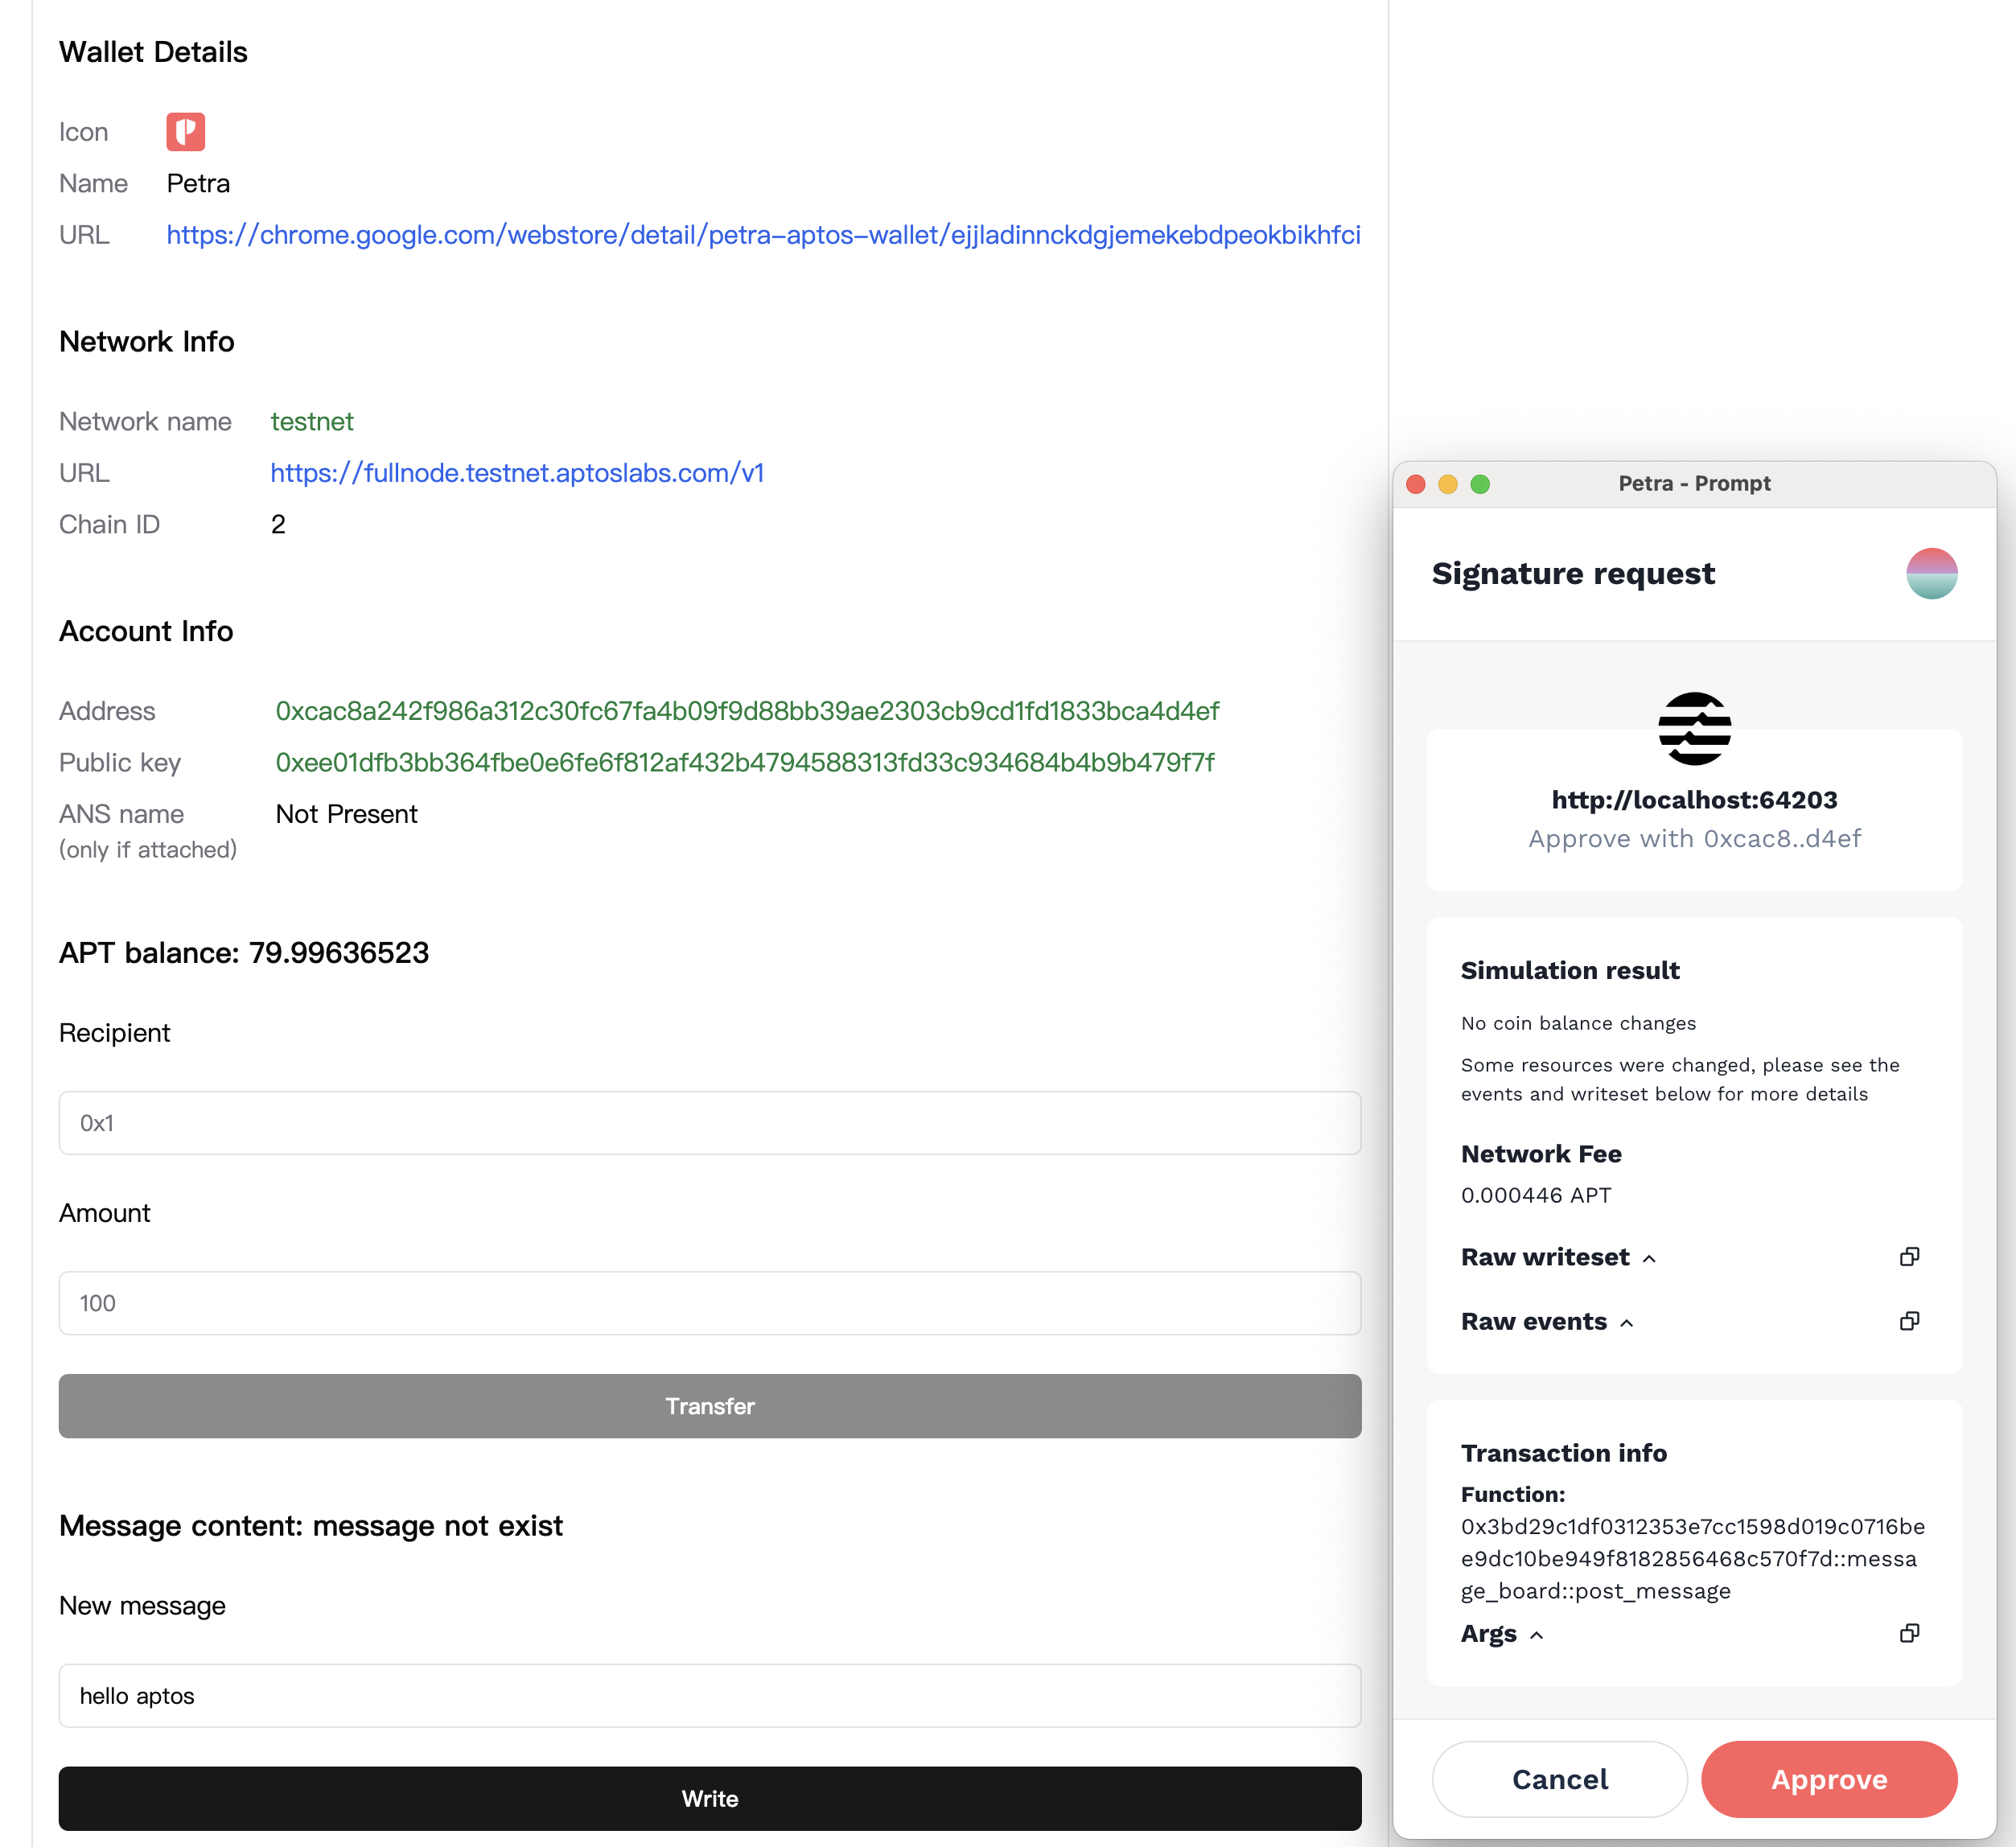 Wallet Details
Icon
Name Petra
URL https://chrome.google.com/webstore/detail/petra-aptos-wallet/ejjladinnckdgjemekebdpeokbikhfci
Network Info
Network name testnet
URL https://fullnode.testnet.aptoslabs.com/v1
Chain ID 2
Account Info
Address 0xcac8a242f986a312c30fc67fa4b09f9d88bb39ae2303cb9cd1fd1833bca4d4ef
Public key 0xee01dfb3bb364fbe0e6fe6f812af432b4794588313fd33c934684b4b9b479f7f
ANS name Not Present
(only if attached)
APT balance: 79.99636523
Recipient
0x1
Amount
100
Transfer
Message content: message not exist
New message
hello aptos
Write
Petra - Prompt
Signature request
http://localhost:64203
Approve with 0xcac8..d4ef
Simulation result
No coin balance changes
Some resources were changed, please see the
events and writeset below for more details
Network Fee
0.000446 APT
Raw writeset
Raw events
Transaction info
Function:
0x3bd29c1df0312353e7cc1598d019c0716be
e9dc10be949f8182856468c570f7d::messa
ge_board::post_message
Args
Cancel
Approve